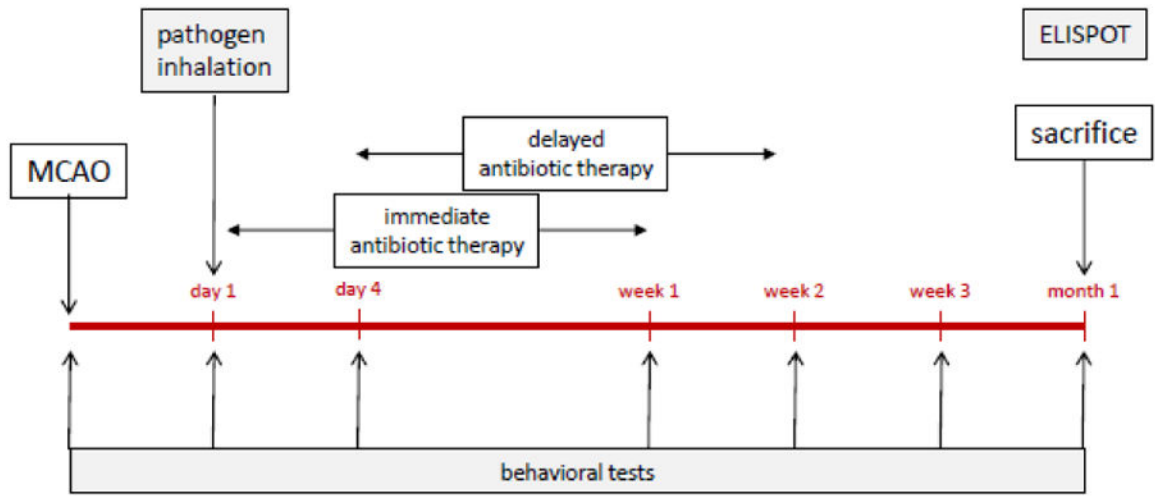 pathogen
inhalation
ELISPOT
MCAO
delayed
antibiotic therapy
sacrifice
immediate
antibiotic therapy
day 1
day 4
week 1
week 2
week 3
month 1
behavioral tests